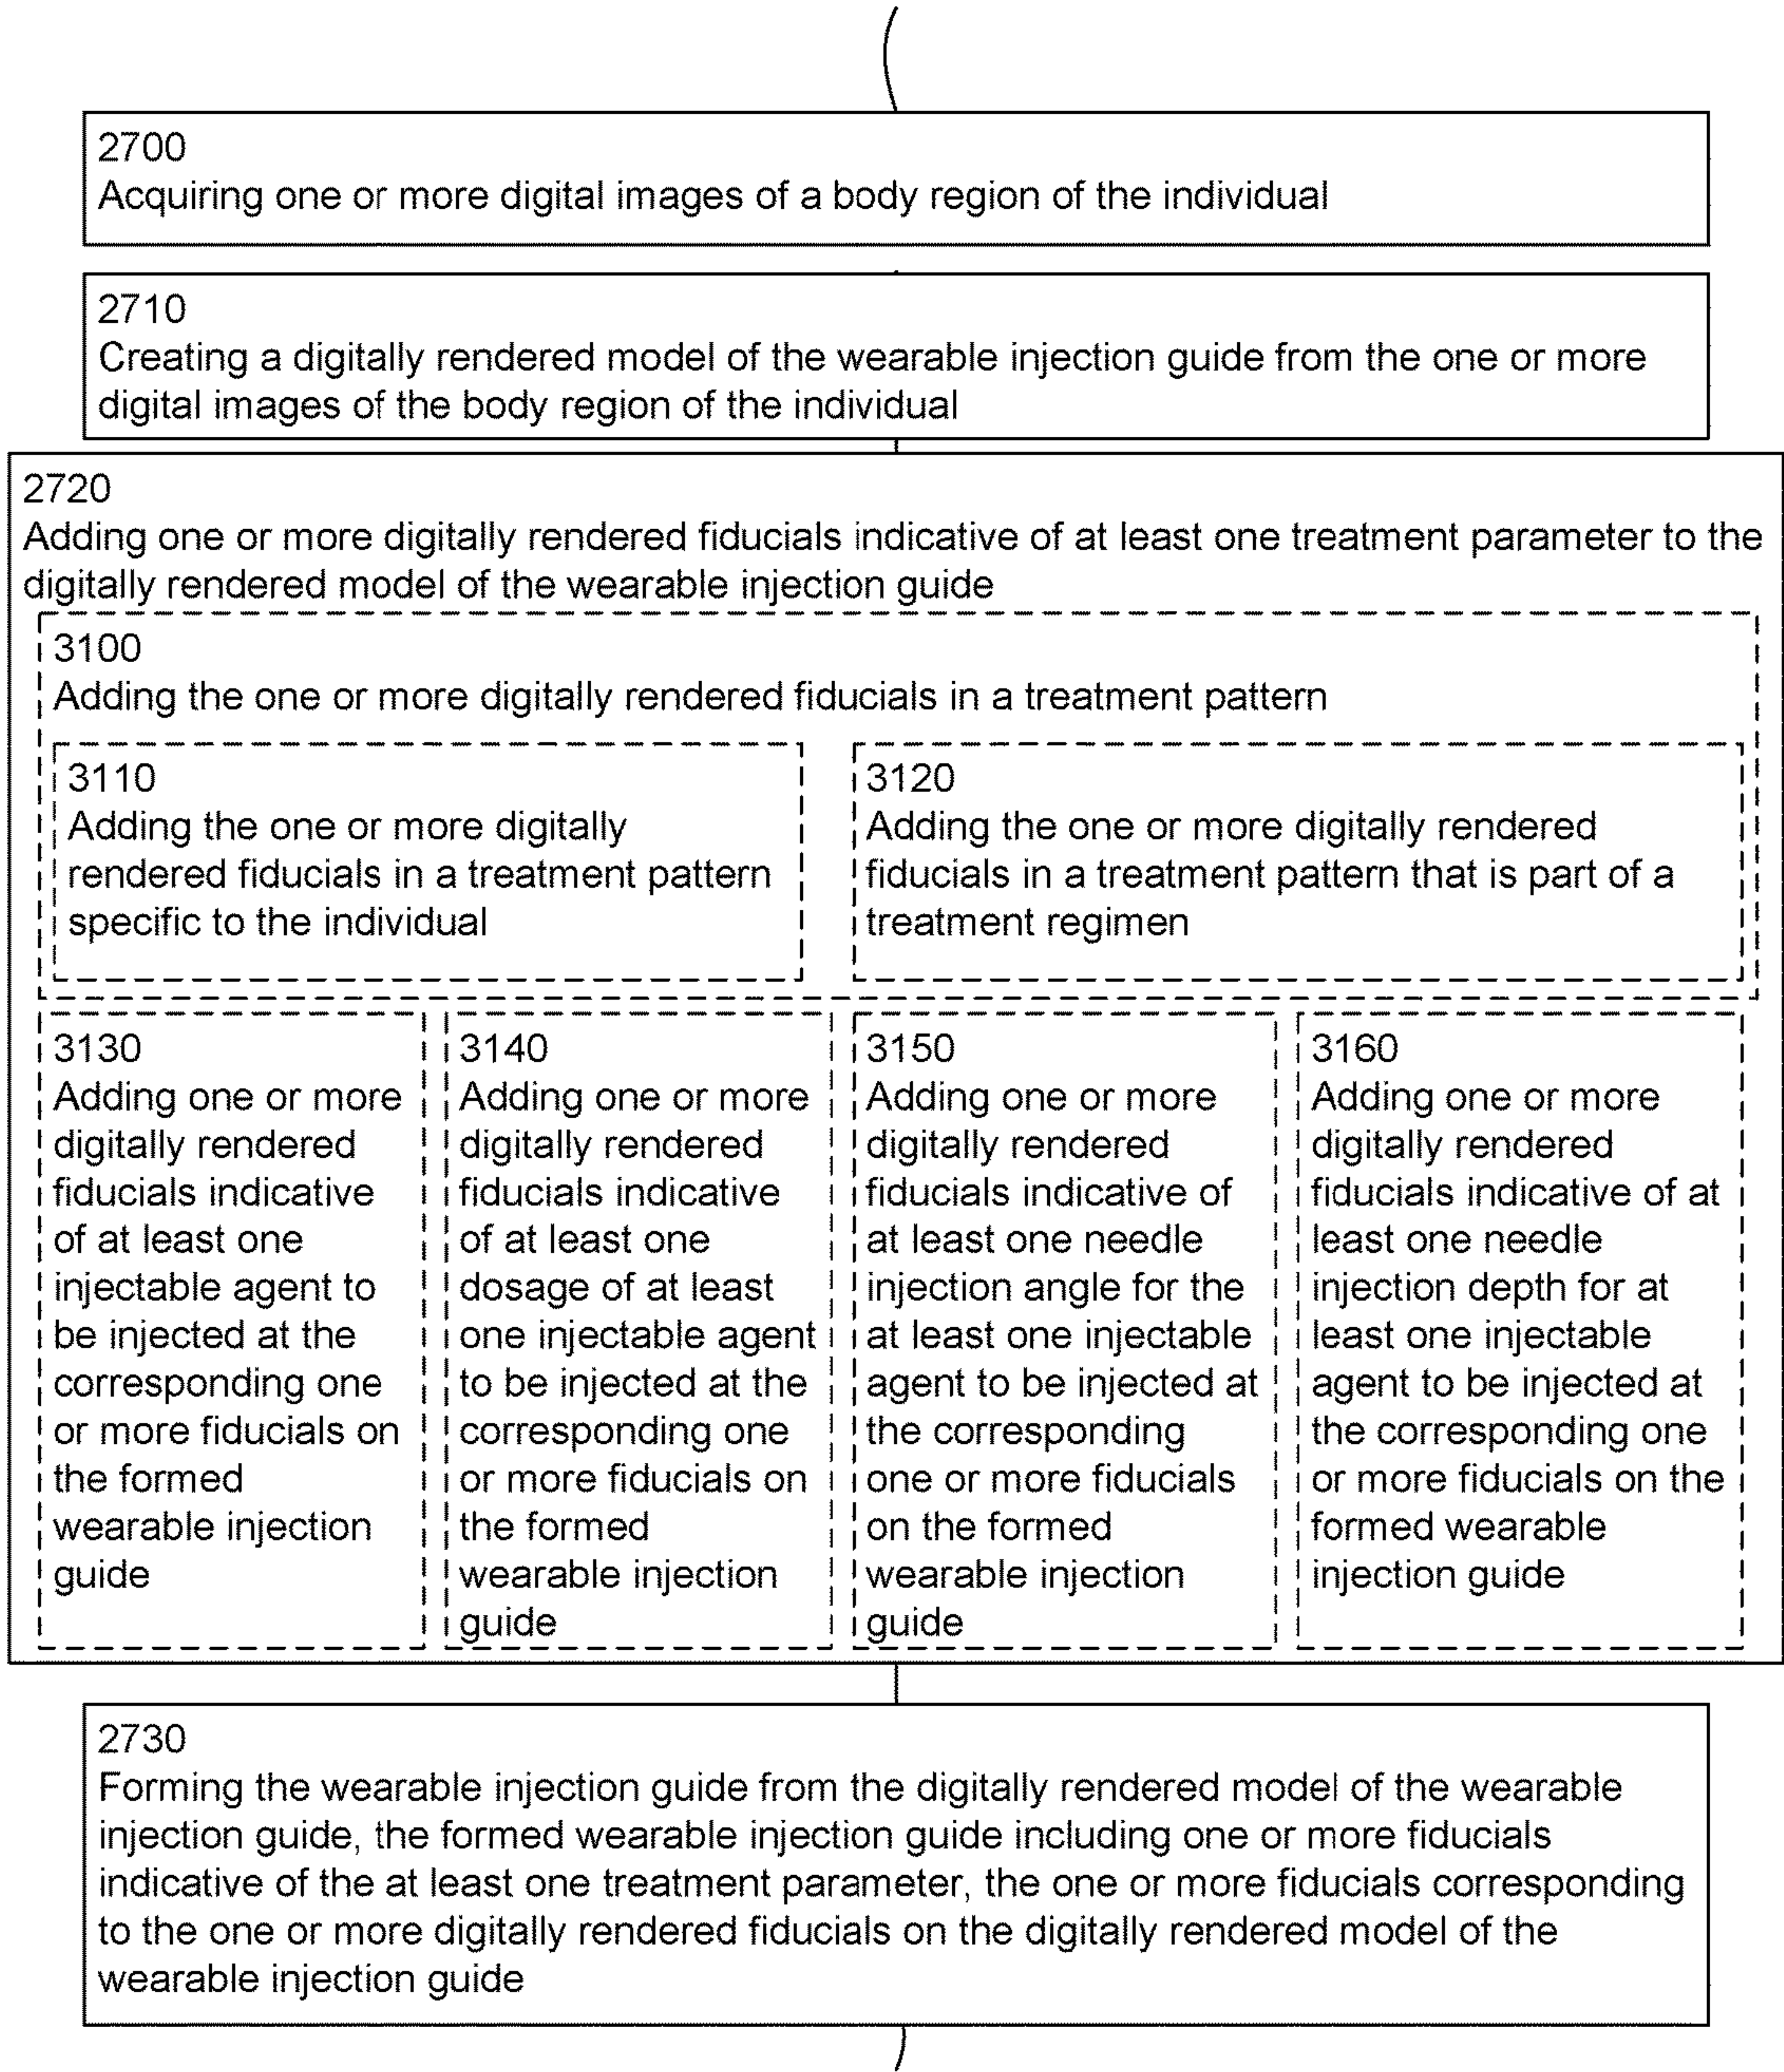 2700
Acquiring one or more digital images of a body region of the individual
2710
Creating a digitally rendered model of the wearable injection guide from the one or more
digital images of the body region of the individual
2720
Adding one or more digitally rendered fiducials indicative of at least one treatment parameter to the
digitally rendered model of the wearable injection guide
3100
Adding the one or more digitally rendered fiducials in a treatment pattern
3110
Adding the one or more digitally
rendered fiducials in a treatment pattern
specific to the individual
3120
Adding the one or more digitally rendered
fiducials in a treatment pattern that is part of a
treatment regimen
3130
Adding one or more
digitally rendered
fiducials indicative
of at least one
injectable agent to
be injected at the
corresponding one
or more fiducials on
the formed
wearable injection
guide
3140
Adding one or more
digitally rendered
fiducials indicative
of at least one
dosage of at least
one injectable agent
to be injected at the
corresponding one
or more fiducials on
the formed
wearable injection
guide
3150
Adding one or more
digitally rendered
fiducials indicative of
at least one needle
injection angle for the
at least one injectable
agent to be injected at
the corresponding
one or more fiducials
on the formed
wearable injection
guide
3160
Adding one or more
digitally rendered
fiducials indicative of at
least one needle
injection depth for at
least one injectable
agent to be injected at
the corresponding one
or more fiducials on the
formed wearable
injection guide
2730
Forming the wearable injection guide from the digitally rendered model of the wearable
injection guide, the formed wearable injection guide including one or more fiducials
indicative of the at least one treatment parameter, the one or more fiducials corresponding
to the one or more digitally rendered fiducials on the digitally rendered model of the
wearable injection guide